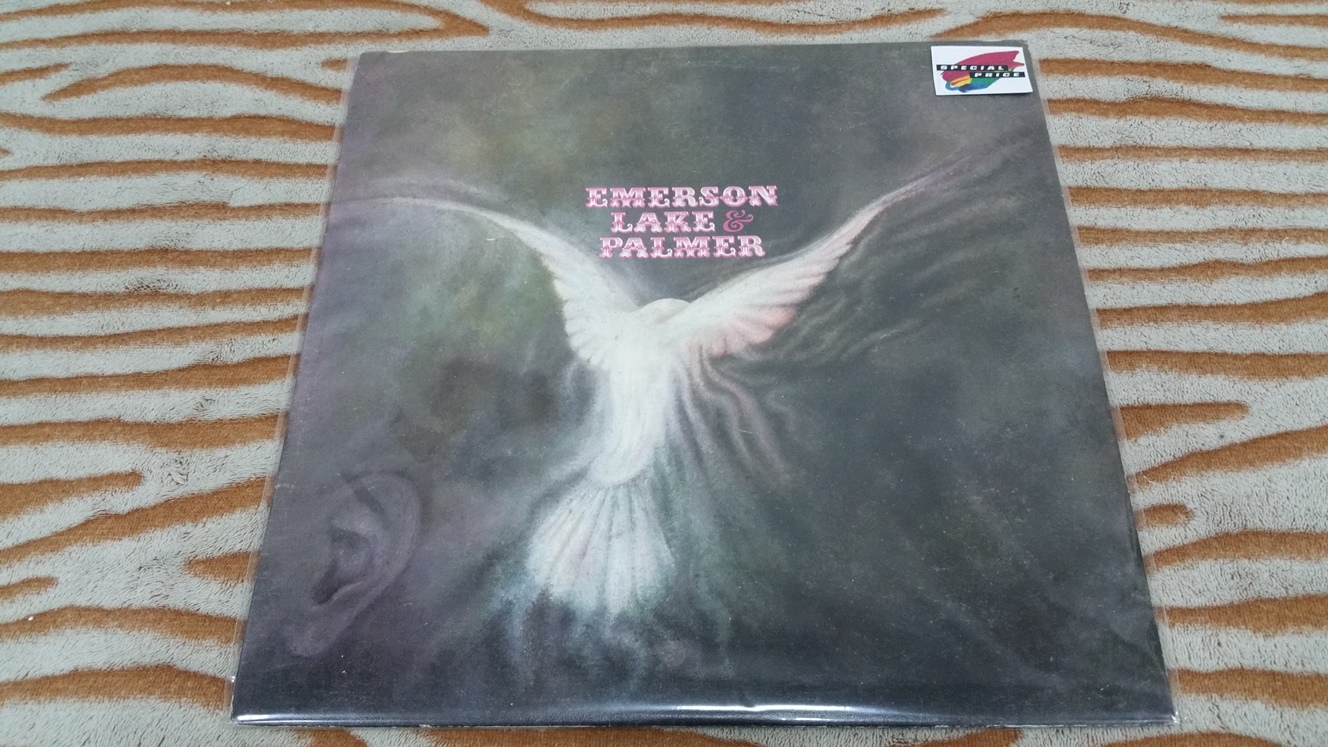 SPECIAL
PRICE
EMERSON
LAKE &
PALMER